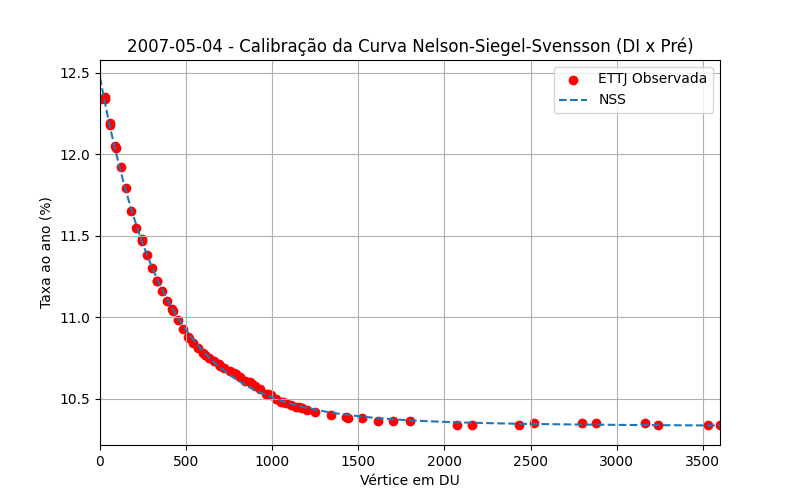 2007-05-04 - Calibração da Curva Nelson-Siegel-Svensson (DI x Pré)
ETTJ Observada
NSS
12.5
12.0
11.5
11.0
10.5
Taxa ao ano (%)
0 500 1000 1500 2000 2500 3000 3500
Vértice em DU